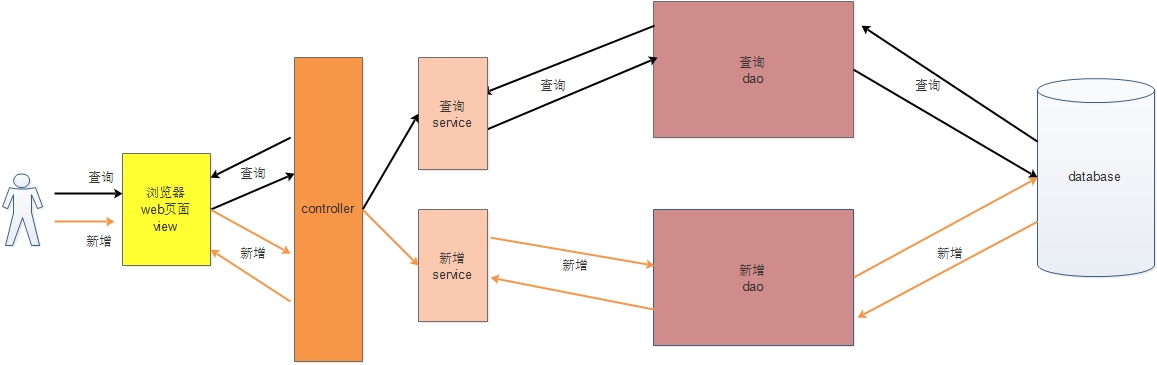 查询
新增
浏览器
web页面
view
查询
新增
controller
查询
service
新增
service
查询
新增
查询
dao
新增
dao
查询
新增
database